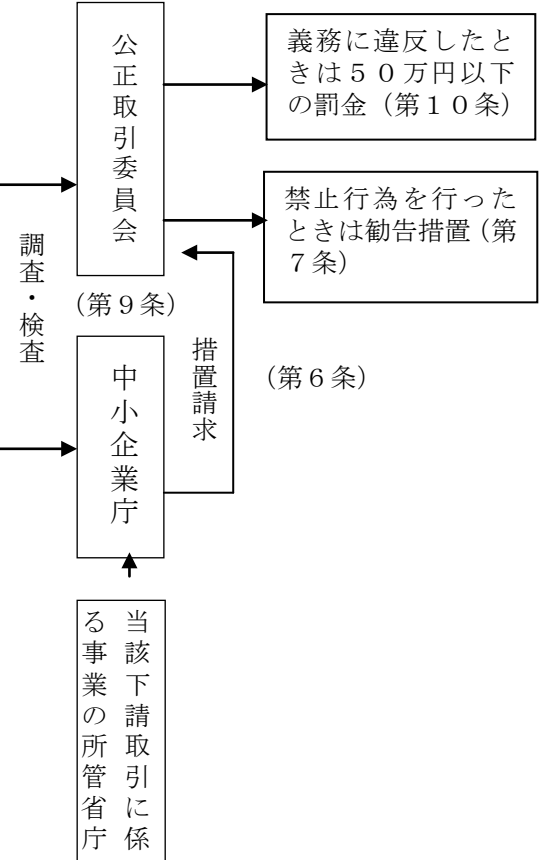 公正取引委員会
義務に違反したと
きは５０万円以下
の罰金（第１０条）
禁止行為を行った
ときは勧告措置（第
７条）
調査・検査
（第９条）
措置請求
（第６条）
中小企業庁
当該下請取引に係
る事業の所管省庁